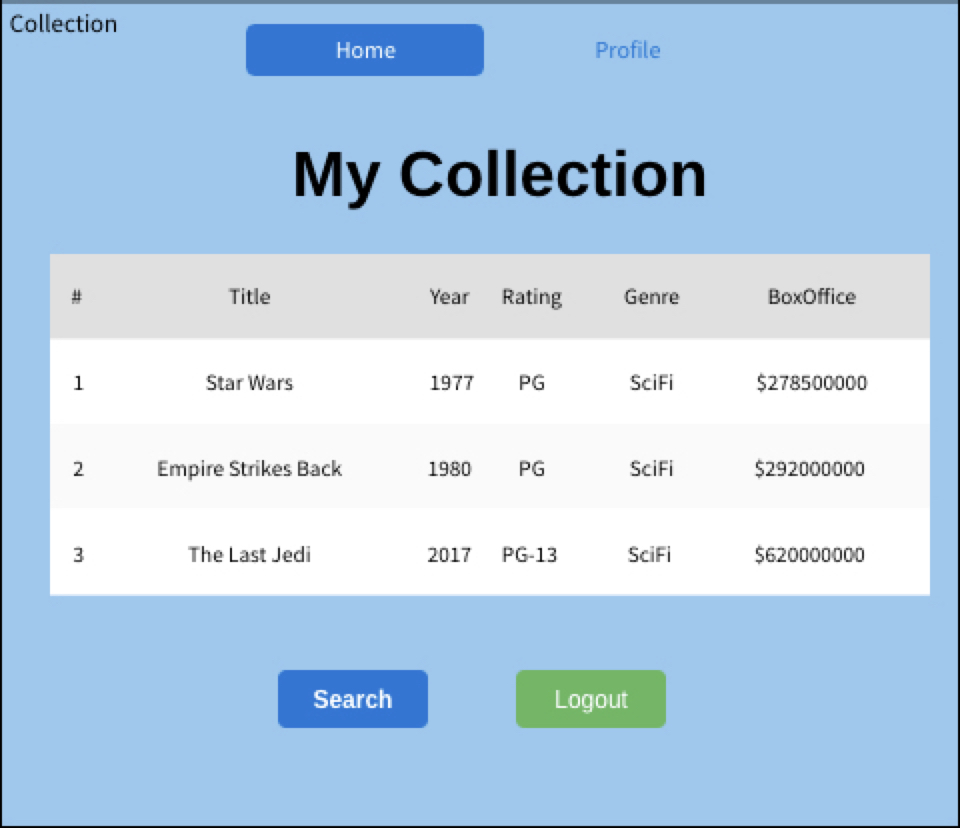 Collection
Home Profile
My Collection
# Title Year Rating Genre BoxOffice
1 Star Wars 1977 PG SciFi $278500000
2 Empire Strikes Back 1980 PG SciFi $292000000
3 The Last Jedi 2017 PG-13 SciFi $620000000
Search Logout